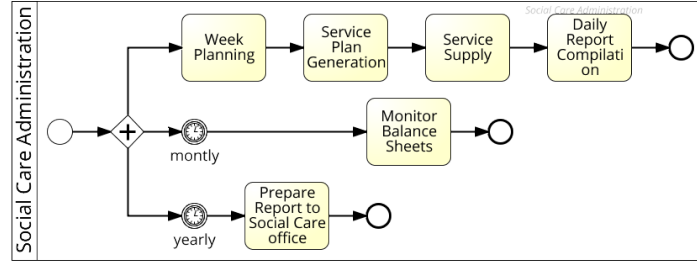 Social Care Administration
Social Care Administration
Week
Planning
Service
Plan
Generation
Service
Supply
Daily
Report
Compilati
on
montly
Monitor
Balance
Sheets
yearly
Prepare
Report to
Social Care
office